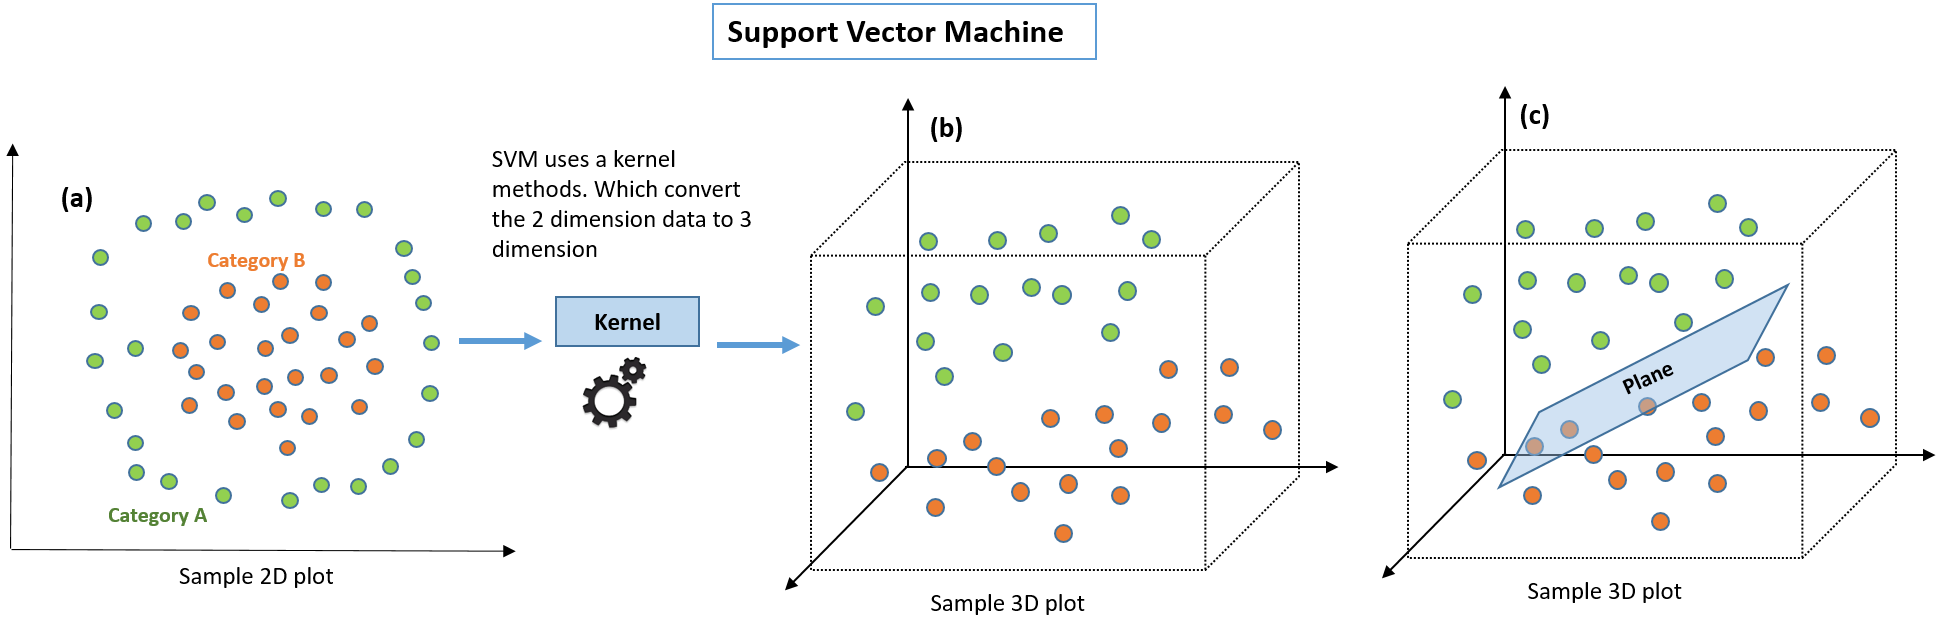 Support Vector Machine
(a)
Category B
Category A
Sample 2D plot
SVM uses a kernel
methods. Which convert
the 2 dimension data to 3
dimension
Kernel
(b)
Sample 3D plot
(c)
Plane
Sample 3D plot